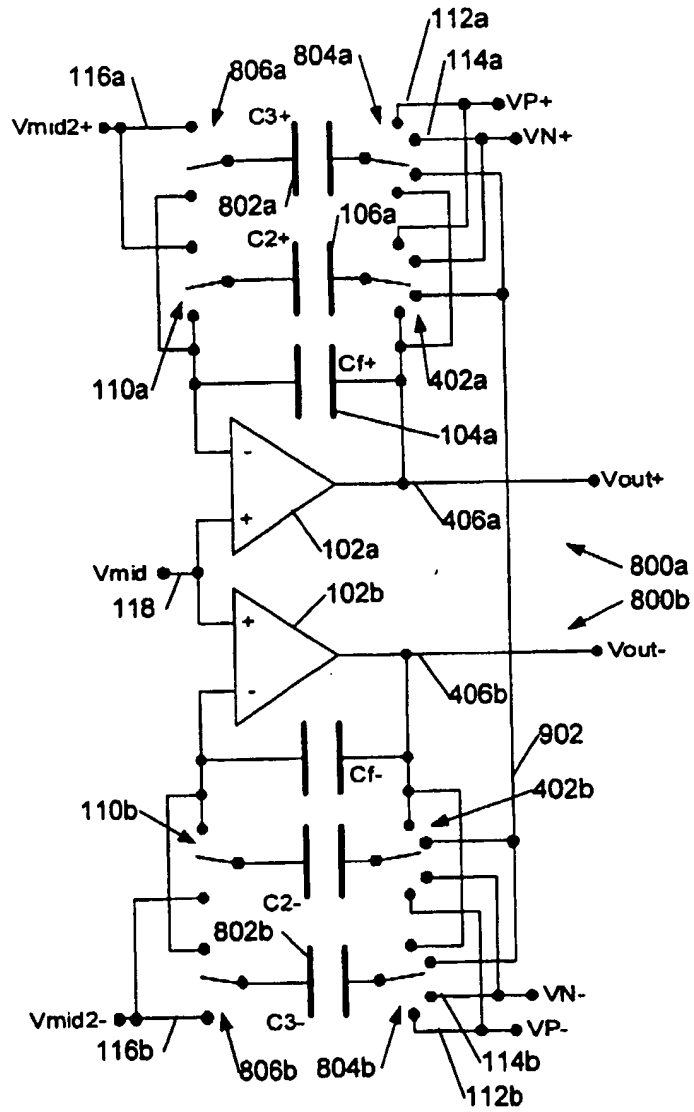 112a
804a
114a
806a
116a
VP+
C3+
Vmid2+
VN+
802a
106a
C2+
110a
Cf+
402a
104a
-
Vout+
+
406a
102a
800a
Vmid
118
102b
800b
+
Vout-
-
406b
902
Cf-
402b
110b
C2-
802b
VN-
Vmid2-
C3-
VP-
116b
806b
804b
114b
112b